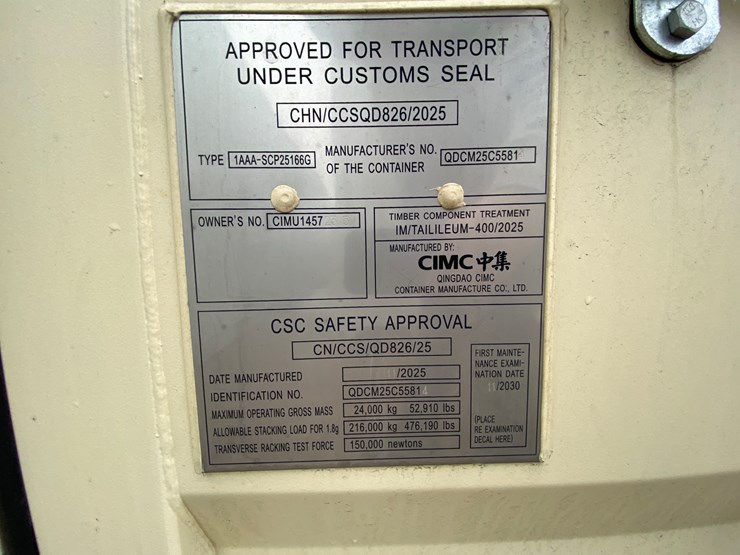 APPROVED FOR TRANSPORT
UNDER CUSTOMS SEAL
CHN/CCSQD826/2025
TYPE 1AAA-SCP25166G
MANUFACTURER'S NO.
OF THE CONTAINER
QDCM25C5581
OWNER'S NO. CIMU1457
TIMBER COMPONENT TREATMENT
IM/TAILILEUM-400/2025
MANUFACTURED BY:
CIMC 中集
QINGDAO CIMC
CONTAINER MANUFACTURE CO., LTD.
CSC SAFETY APPROVAL
CN/CCS/QD826/25
DATE MANUFACTURED /2025
IDENTIFICATION NO. QDCM25C5581
MAXIMUM OPERATING GROSS MASS 24,000 kg 52,910 lbs
ALLOWABLE STACKING LOAD FOR 1.8g 216,000 kg 476,190 lbs
TRANSVERSE RACKING TEST FORCE 150,000 newtons
FIRST MAINTE-
NANCE EXAMI-
NATION DATE
/2030
(PLACE
RE EXAMINATION
DECAL HERE)